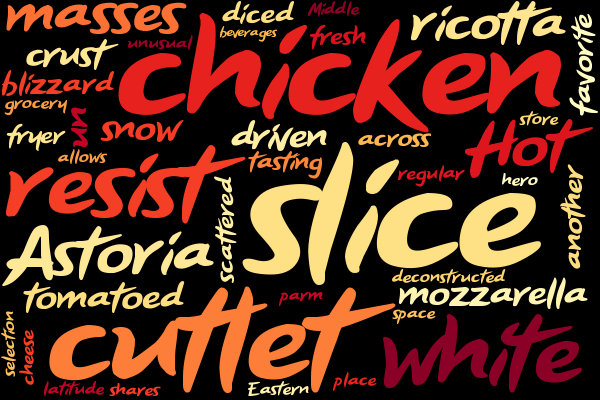 masses
diced
Middle
beverages
ricotta
favorite
crust
unusual
chicken
fresh
blizzard
grocery
un
snow
fryer
driven
across
store
Hot
allows
tasting
regular
hero
resist
scattered
slice
another
Astoria
deconstructed
tomatoed
parm
mozzarella
space
selection
cheese
cuttet
white
latitude
shares
Eastern
place